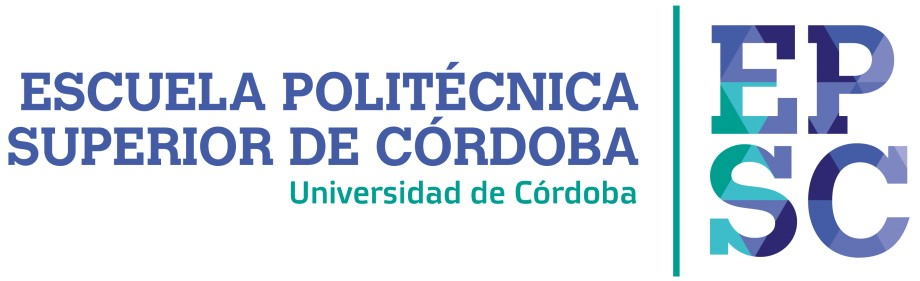 ESCUELA POLITÉCNICA
SUPERIOR DE CÓRDOBA
Universidad de Córdoba
EP
SC